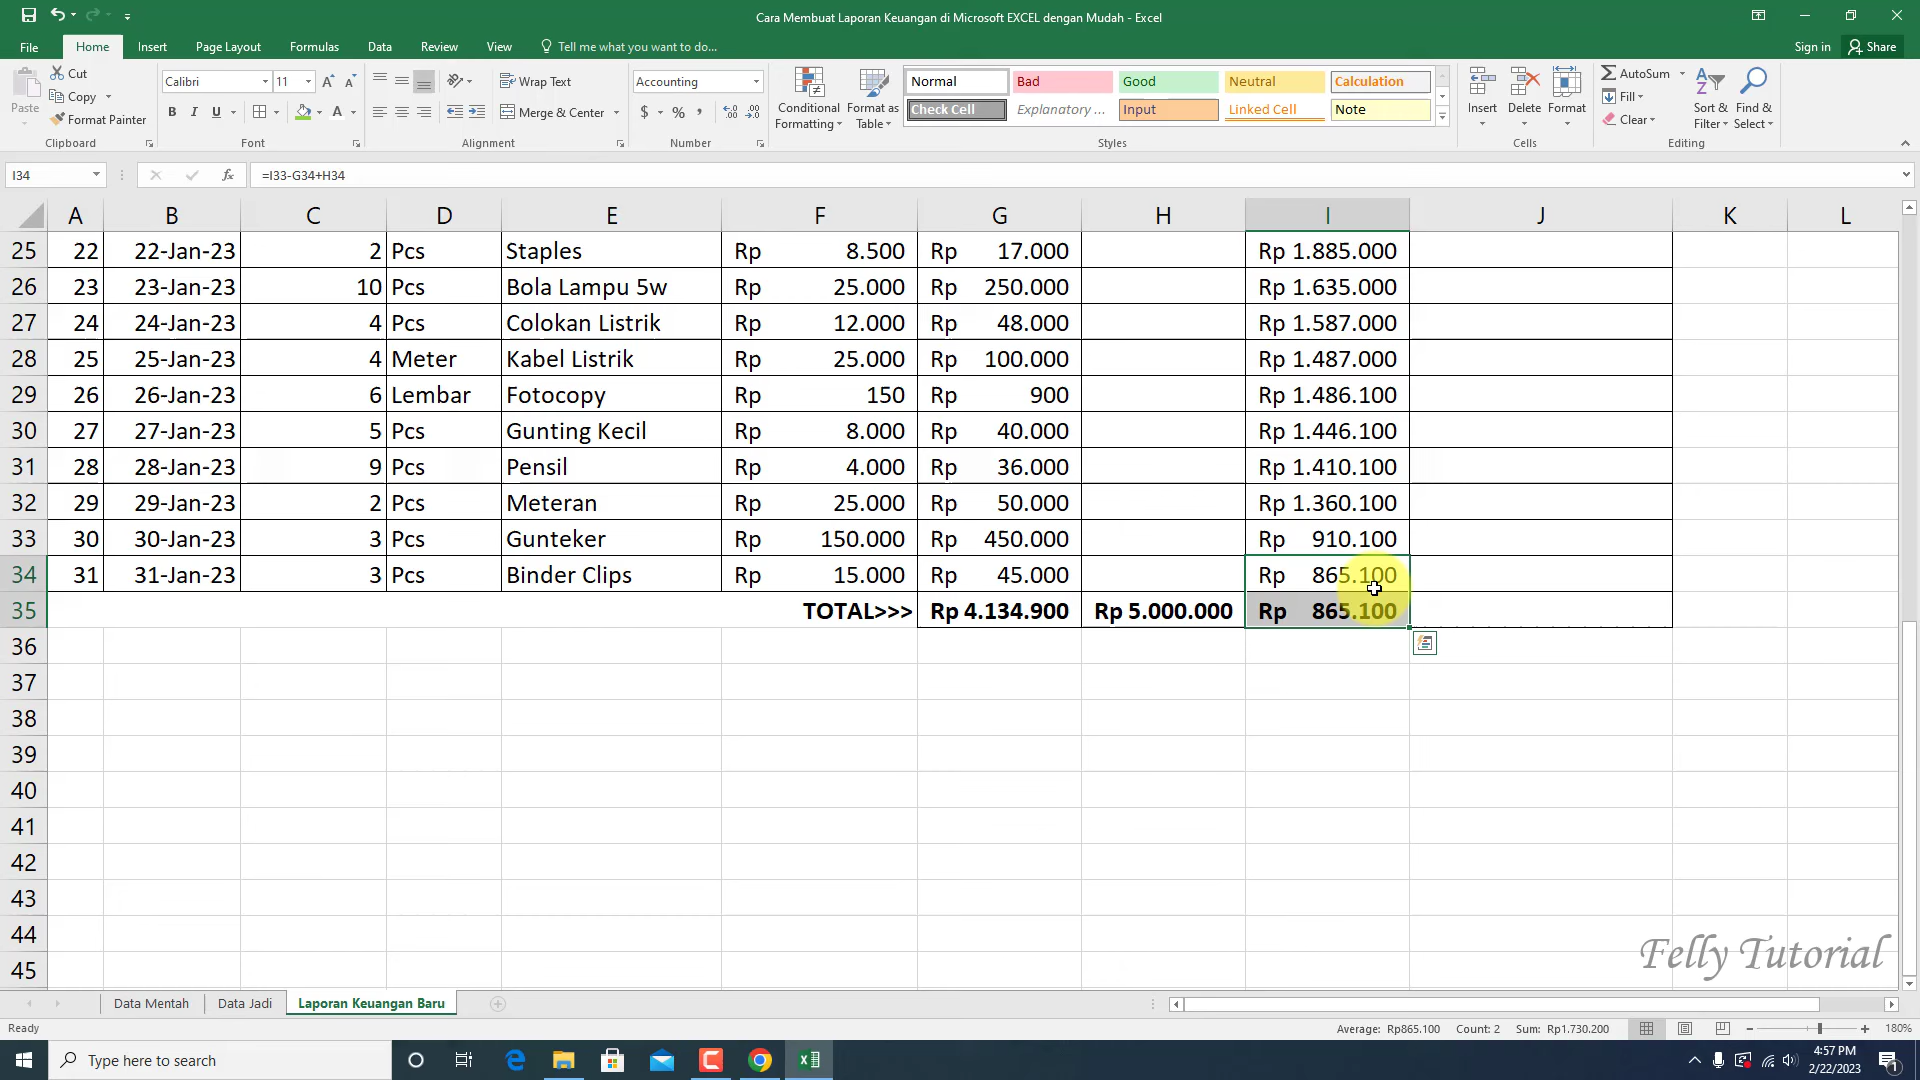 Cara Membuat Laporan Keuangan di Microsoft EXCEL dengan Mudah - Excel
File Home Insert Page Layout Formulas Data Review View Tell me what you want to do... Sign in Share
Paste Cut Copy Format Painter Clipboard
Calibri 11 B I U Font
Wrap Text Merge & Center Alignment
Accounting $ % , Number
Conditional Formatting Format as Table
Normal Bad Good Neutral Calculation
Check Cell Explanatory ... Input Linked Cell Note
Styles
Insert Delete Format Cells
AutoSum Fill Clear Sort & Filter Find & Select Editing
I34 fx =I33-G34+H34
A B C D E F G H I J K L
25 22 22-Jan-23 2 Pcs Staples Rp 8.500 Rp 17.000 Rp 1.885.000
26 23 23-Jan-23 10 Pcs Bola Lampu 5w Rp 25.000 Rp 250.000 Rp 1.635.000
27 24 24-Jan-23 4 Pcs Colokan Listrik Rp 12.000 Rp 48.000 Rp 1.587.000
28 25 25-Jan-23 4 Meter Kabel Listrik Rp 25.000 Rp 100.000 Rp 1.487.000
29 26 26-Jan-23 6 Lembar Fotocopy Rp 150 Rp 900 Rp 1.486.100
30 27 27-Jan-23 5 Pcs Gunting Kecil Rp 8.000 Rp 40.000 Rp 1.446.100
31 28 28-Jan-23 9 Pcs Pensil Rp 4.000 Rp 36.000 Rp 1.410.100
32 29 29-Jan-23 2 Pcs Meteran Rp 25.000 Rp 50.000 Rp 1.360.100
33 30 30-Jan-23 3 Pcs Gunteker Rp 150.000 Rp 450.000 Rp 910.100
34 31 31-Jan-23 3 Pcs Binder Clips Rp 15.000 Rp 45.000 Rp 865.100
35 TOTAL>>> Rp 4.134.900 Rp 5.000.000 Rp 865.100
36
37
38
39
40
41
42
43
44
45
Felly Tutorial
Data Mentah Data Jadi Laporan Keuangan Baru
Ready Average: Rp865.100 Count: 2 Sum: Rp1.730.200 180%
Type here to search
4:57 PM
2/22/2023
1